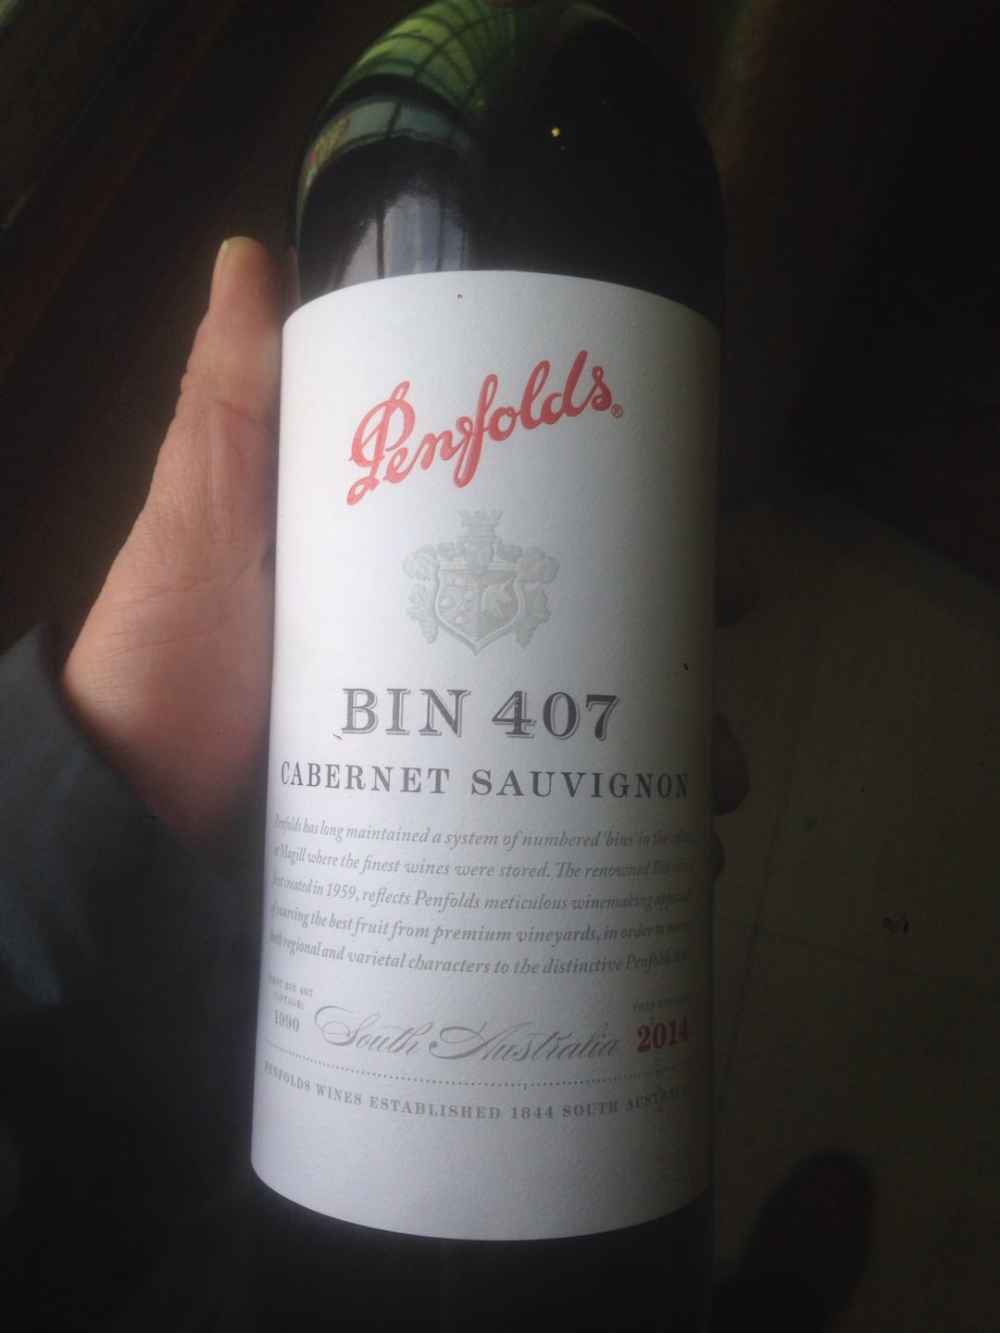 Penfolds®
BIN 407
CABERNET SAUVIGNON
Penfolds has long maintained a system of numbered 'bins' in the
Magill where the finest wines were stored. The renowned
created in 1959, reflects Penfolds meticulous winemaking
of sourcing the best fruit from premium vineyards, in order to
both regional and varietal characters to the distinctive Penfolds
BIN 407
1990
South Australia
2014
PENFOLDS WINES ESTABLISHED 1844 SOUTH AUSTRALIA